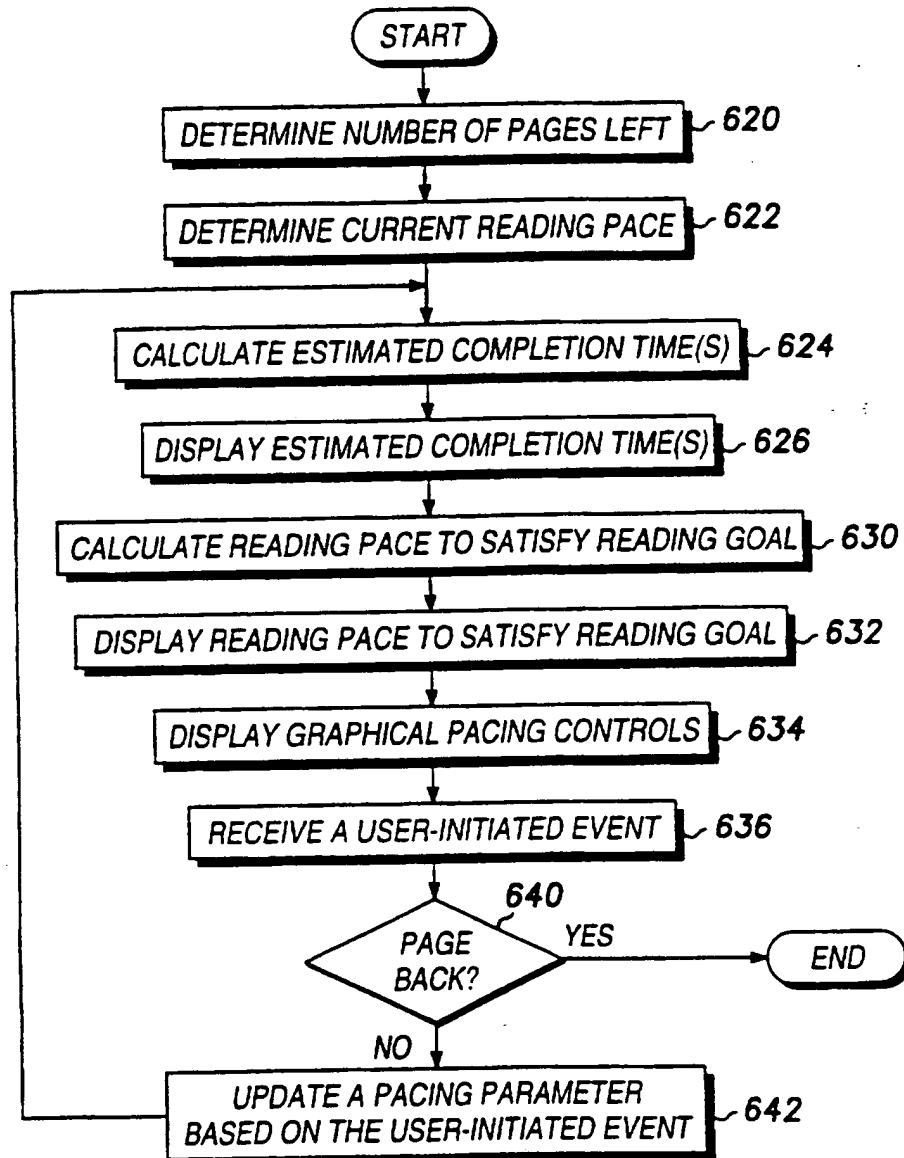 START
DETERMINE NUMBER OF PAGES LEFT 620
DETERMINE CURRENT READING PACE 622
CALCULATE ESTIMATED COMPLETION TIME(S) 624
DISPLAY ESTIMATED COMPLETION TIME(S) 626
CALCULATE READING PACE TO SATISFY READING GOAL 630
DISPLAY READING PACE TO SATISFY READING GOAL 632
DISPLAY GRAPHICAL PACING CONTROLS 634
RECEIVE A USER-INITIATED EVENT 636
640
PAGE
BACK?
YES
END
NO
UPDATE A PACING PARAMETER
BASED ON THE USER-INITIATED EVENT 642